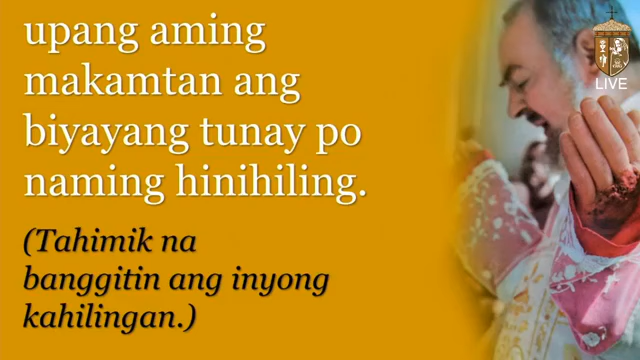 upang aming
makamtan ang
biyayang tunay po
naming hinihiling.
(Tahimik na
banggitin ang inyong
kahilingan.)
LIVE